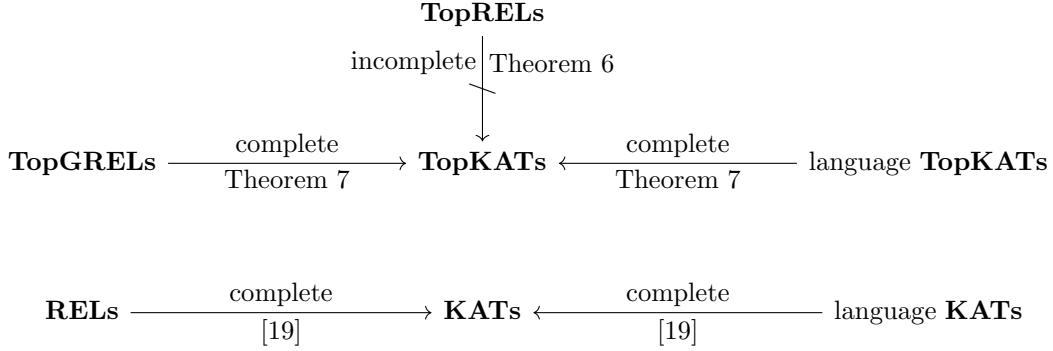 TopRELs
incomplete Theorem 6
complete complete
TopGRELs TopKATs language TopKATs
Theorem 7 Theorem 7
complete complete
RELs KATs language KATs
[19] [19]